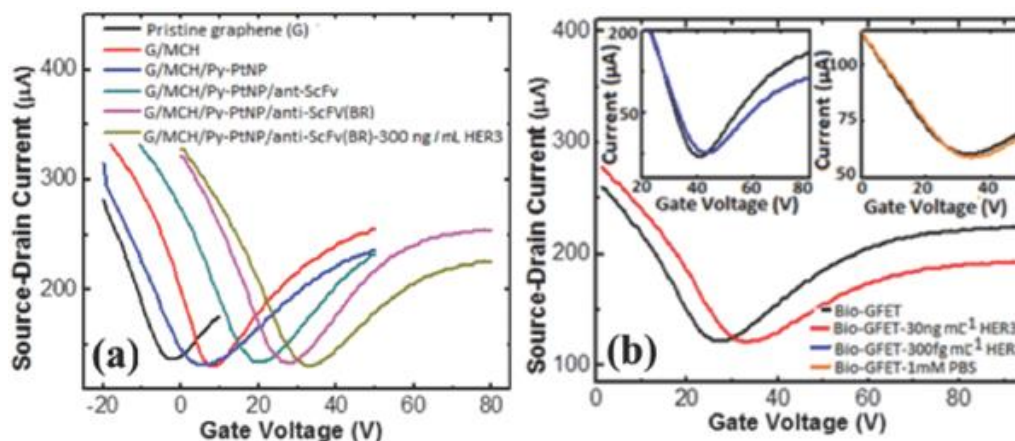 Pristine graphene (G)
G/MCH
G/MCH/Py-PtNP
G/MCH/Py-PtNP/ant-ScFv
G/MCH/Py-PtNP/anti-ScFV(BR)
G/MCH/Py-PtNP/anti-ScFv(BR)-300 ng / mL HER3
400
300
200
Source-Drain Current (μA)
(a)
-20 0 20 40 60 80
Gate Voltage (V)
400
300
200
100
Source-Drain Current (μA)
200
50
Current (μA)
20 40 60 80
Gate Voltage (V)
100
75
50
Current (μA)
0 20 40
Gate Voltage (V)
Bio-GFET
Bio-GFET-30ng mC1 HER3
Bio-GFET-300fg mC1 HER
Bio-GFET-1mM PBS
(b)
0 20 40 60 80
Gate Voltage (V)